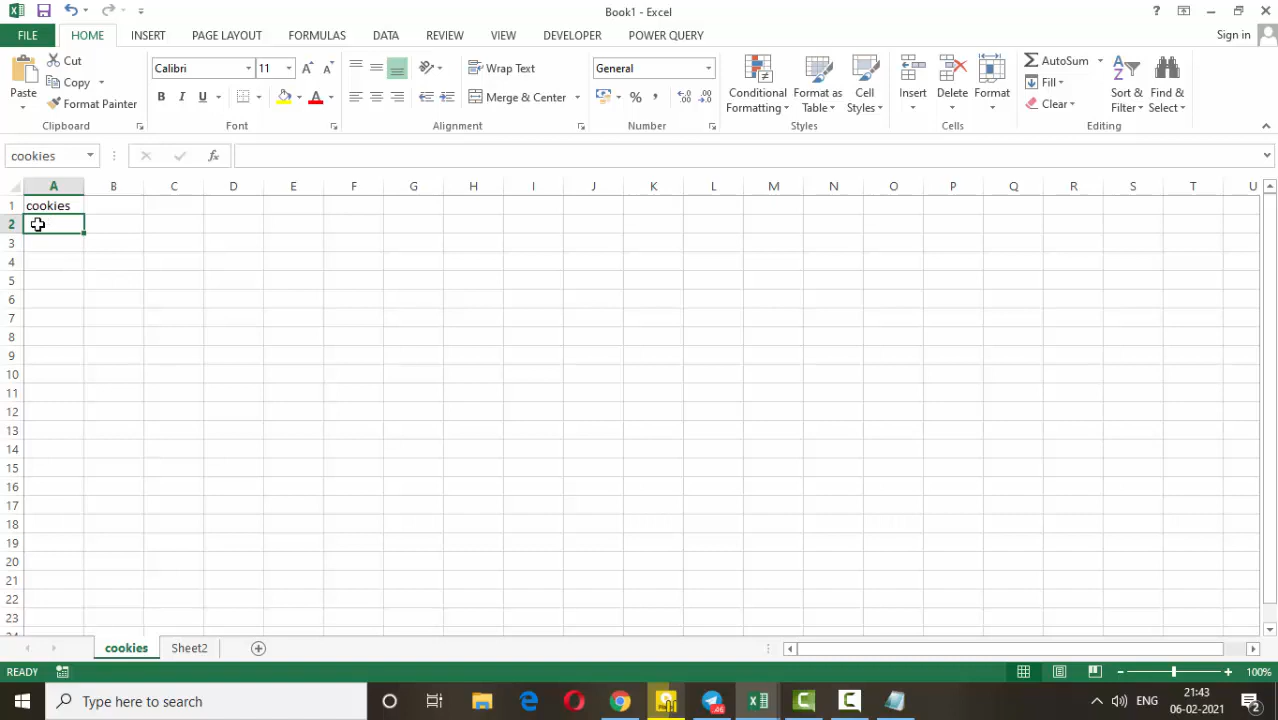 Book1 - Excel
?
FILE HOME INSERT PAGE LAYOUT FORMULAS DATA REVIEW VIEW DEVELOPER POWER QUERY Sign in
Paste
Cut
Copy
Format Painter
Clipboard
Calibri 11
B I U A
Font
Wrap Text
Merge & Center
Alignment
General
% ,
Number
Conditional Formatting
Format as Table
Cell Styles
Styles
Insert
Delete
Format
Cells
AutoSum
Fill
Clear
Sort & Filter
Find & Select
Editing
cookies fx
A B C D E F G H I J K L M N O P Q R S T U
1 cookies
2
3
4
5
6
7
8
9
10
11
12
13
14
15
16
17
18
19
20
21
22
23
24
cookies Sheet2
READY 100%
Type here to search
ENG
21:43
06-02-2021
2